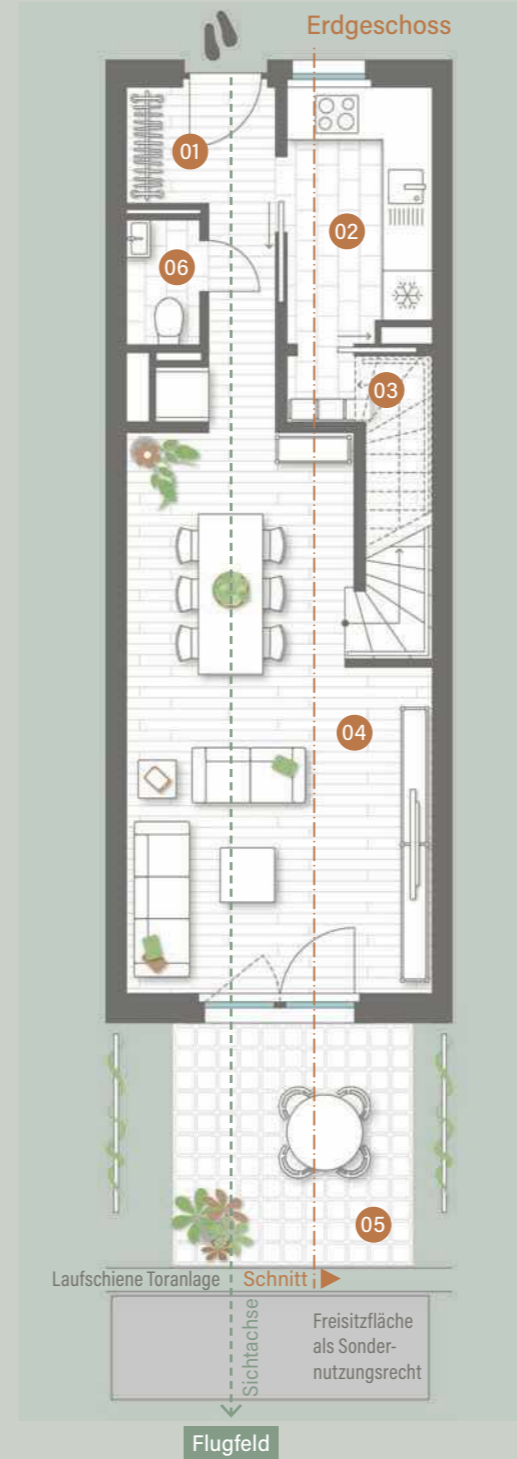 Erdgeschoss
01
02
06
03
04
05
Laufschiene Toranlage
Schnitt
Sichtachse
Freisitzfläche
als Sonder-
nutzungsrecht
Flugfeld